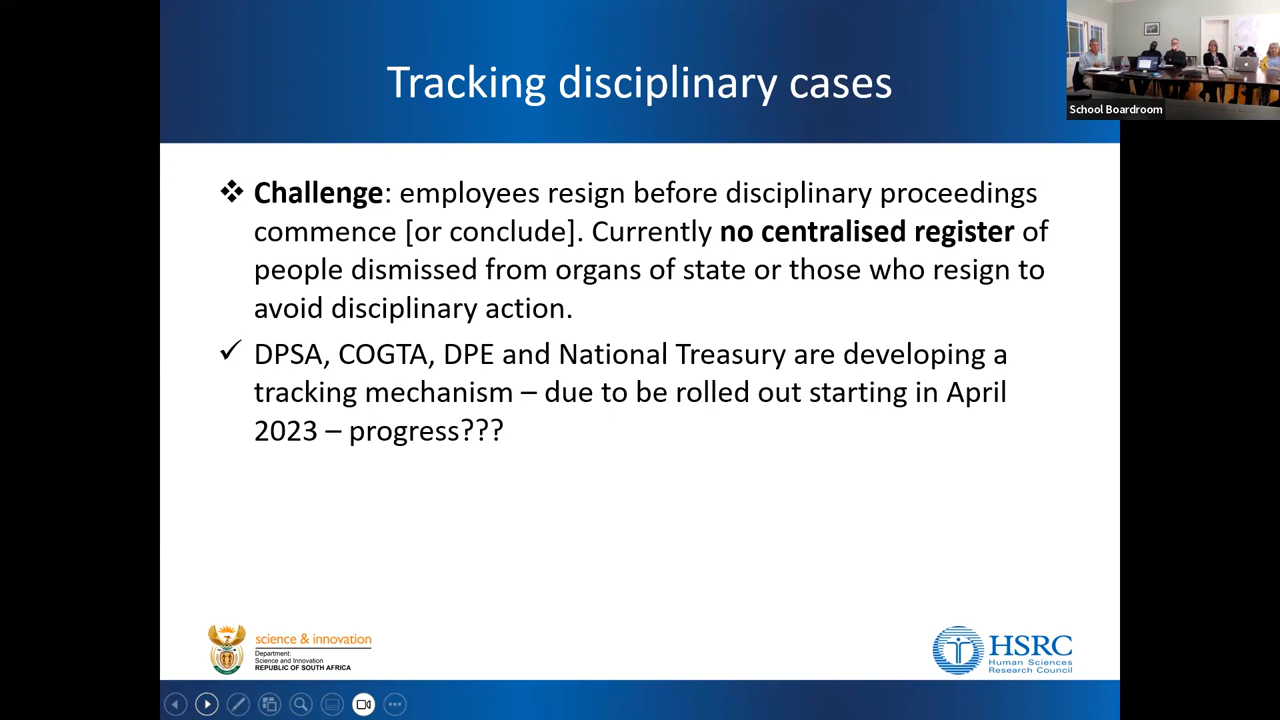 Tracking disciplinary cases
School Boardroom
❖ Challenge: employees resign before disciplinary proceedings
commence [or conclude]. Currently no centralised register of
people dismissed from organs of state or those who resign to
avoid disciplinary action.
✓ DPSA, COGTA, DPE and National Treasury are developing a
tracking mechanism – due to be rolled out starting in April
2023 – progress???
science & innovation
Department:
Science and Innovation
REPUBLIC OF SOUTH AFRICA
HSRC
Human Sciences
Research Council